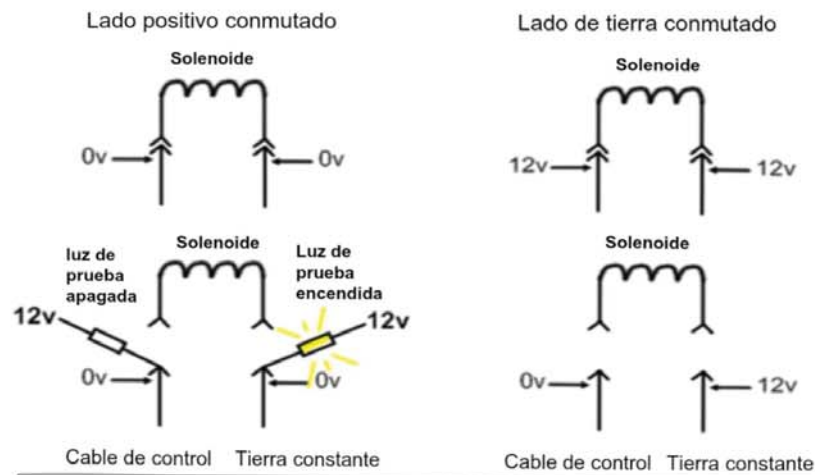 Lado positivo conmutado
Solenoide
0v
0v
Solenoide
luz de
prueba
apagada
Luz de
prueba
encendida
12v
12v
0v
0v
Cable de control Tierra constante
Lado de tierra conmutado
Solenoide
12v
12v
Solenoide
0v
12v
Cable de control Tierra constante